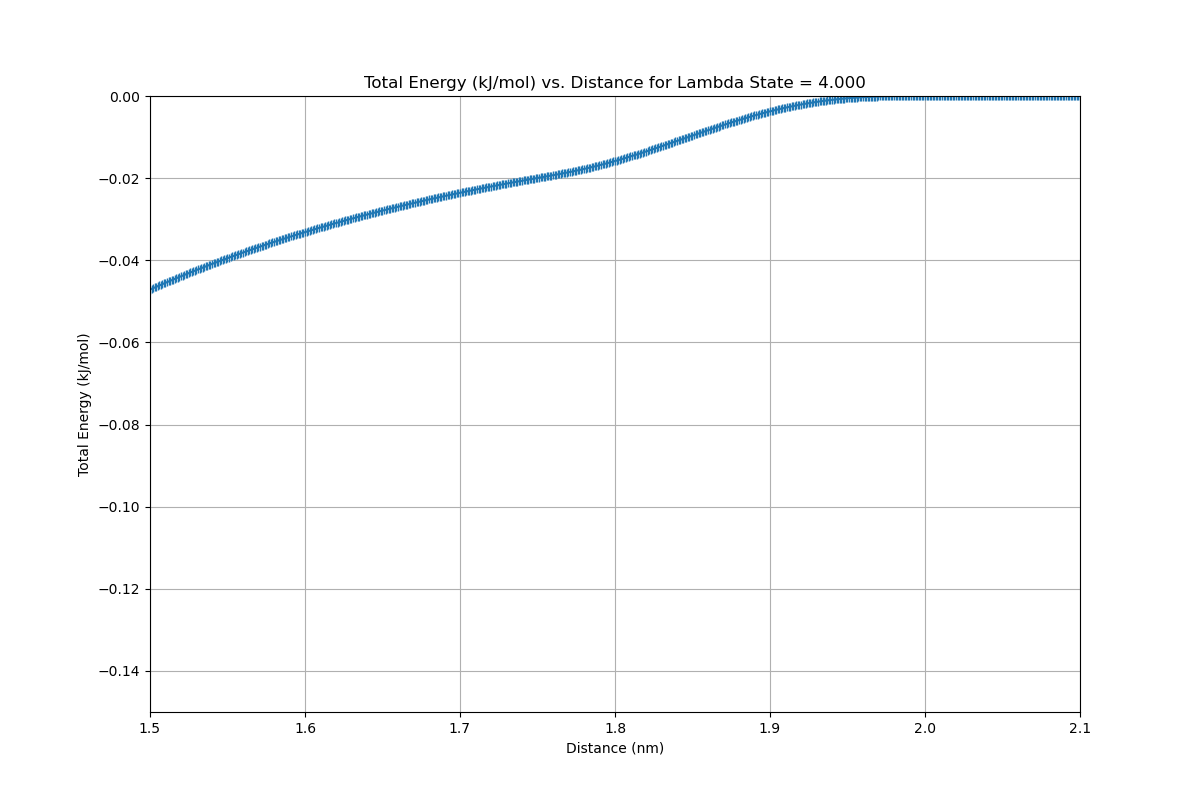 Total Energy (kJ/mol) vs. Distance for Lambda State = 4.000
0.00
−0.02
−0.04
−0.06
−0.08
−0.10
−0.12
−0.14
Total Energy (kJ/mol)
1.5 1.6 1.7 1.8 1.9 2.0 2.1
Distance (nm)